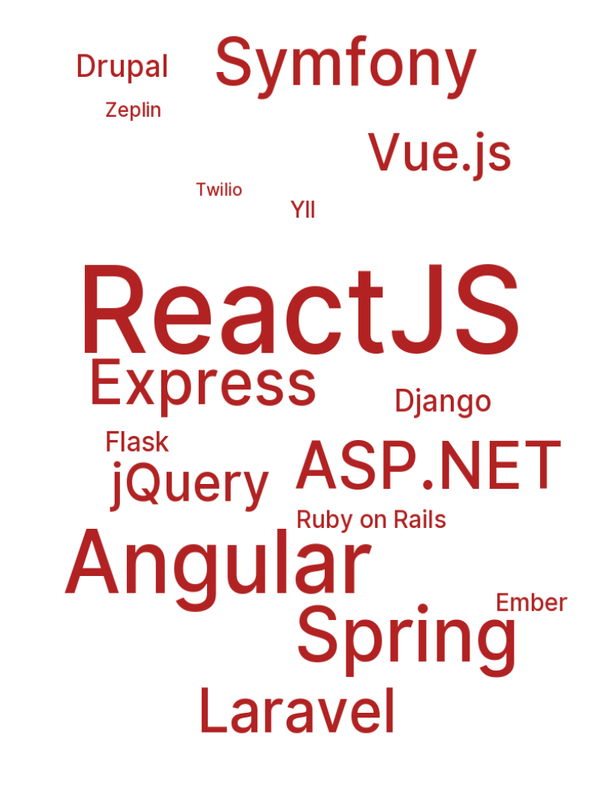 Drupal
Symfony
Zeplin
Vue.js
Twilio
YII
ReactJS
Express
Django
Flask
jQuery
ASP.NET
Ruby on Rails
Angular
Ember
Spring
Laravel